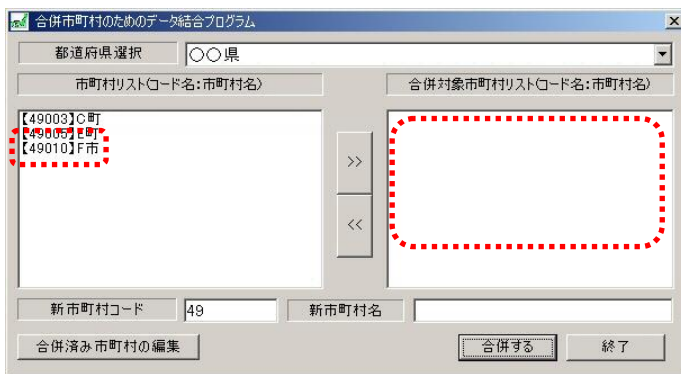 合併市町村のためのデータ結合プログラム
都道府県選択 ○○県
市町村リスト(コード名:市町村名) 合併対象市町村リスト(コード名:市町村名)
【49003】C町
【49005】E町
【49010】F市
>>
<<
新市町村コード 49 新市町村名
合併済み市町村の編集 合併する 終了